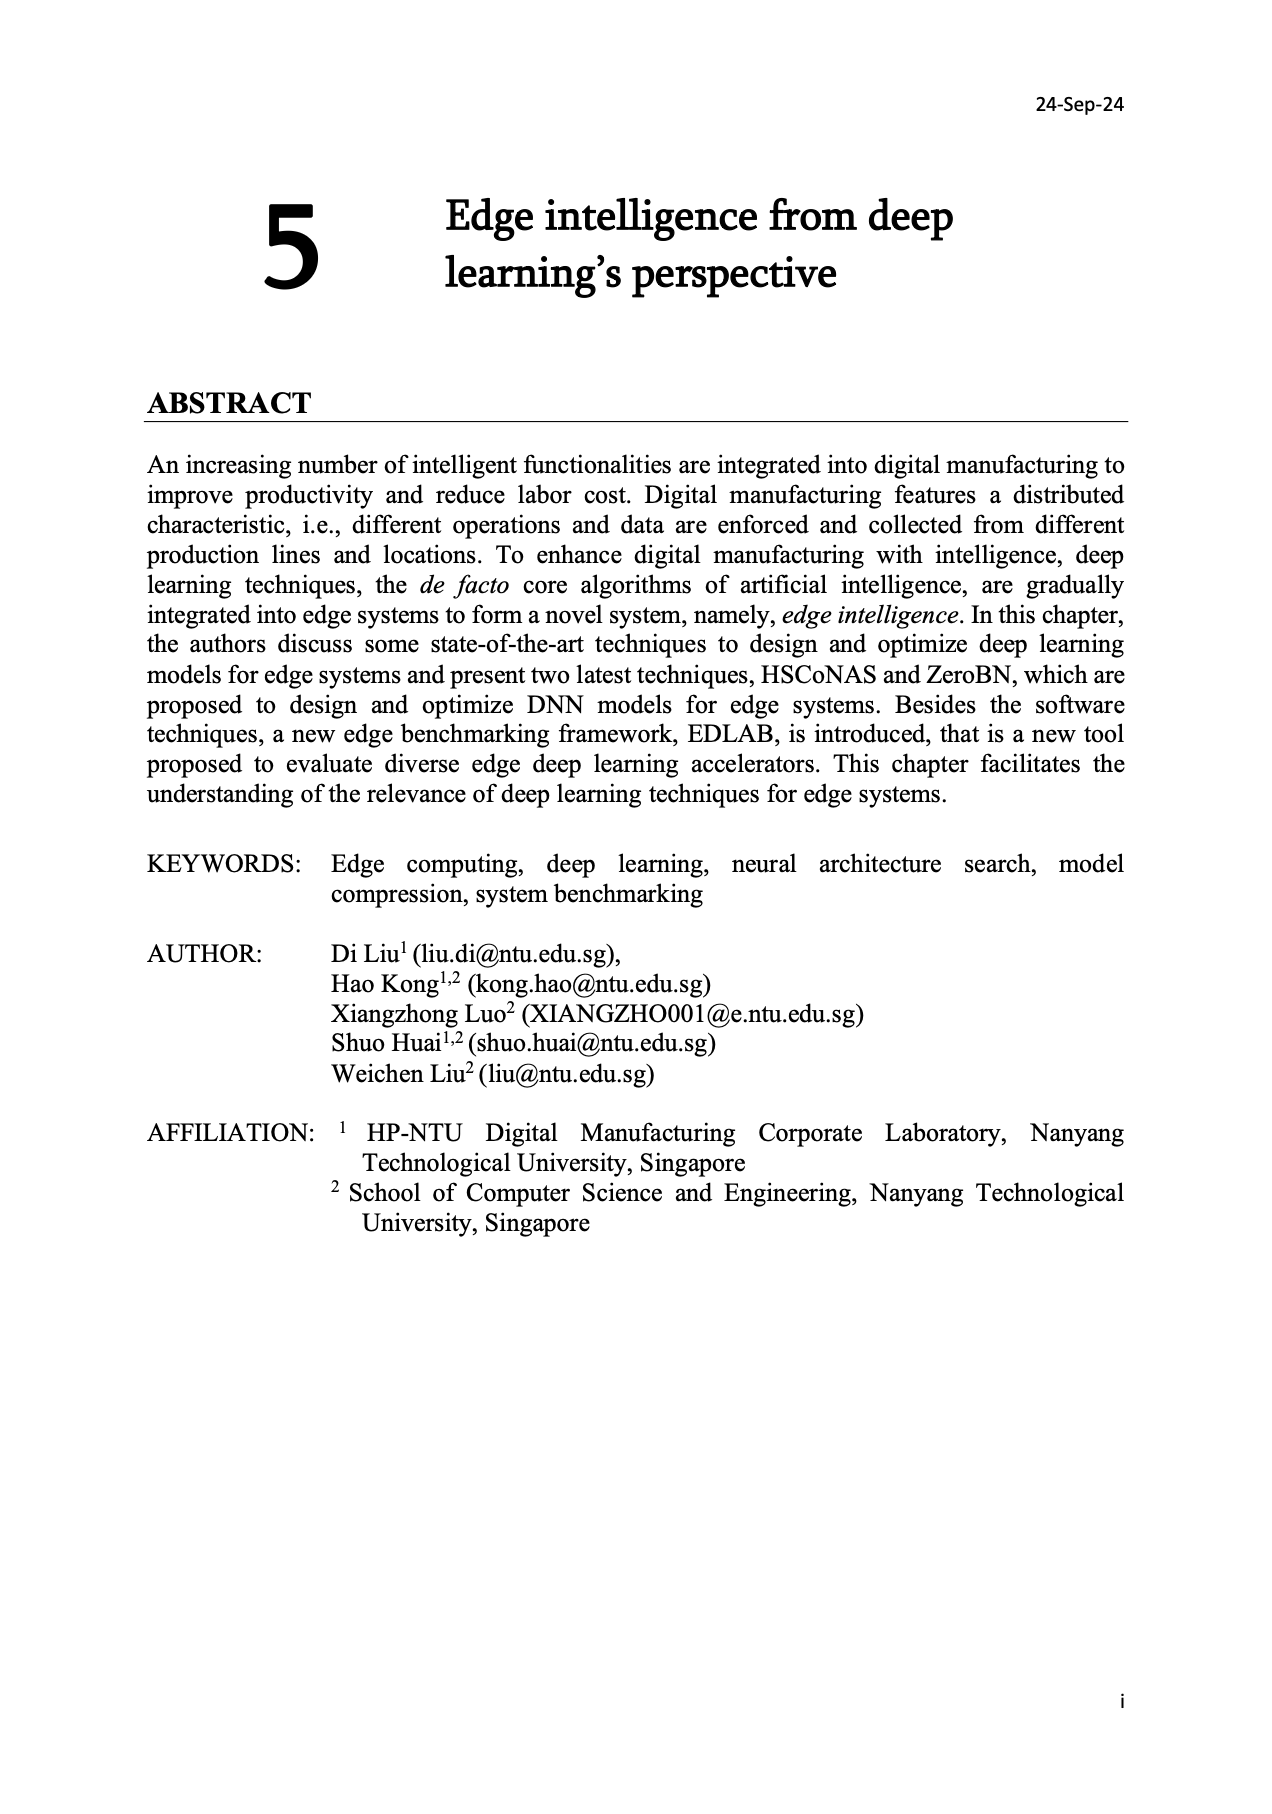 24-Sep-24
5
Edge intelligence from deep
learning’s perspective
ABSTRACT
An increasing number of intelligent functionalities are integrated into digital manufacturing to
improve productivity and reduce labor cost. Digital manufacturing features a distributed
characteristic, i.e., different operations and data are enforced and collected from different
production lines and locations. To enhance digital manufacturing with intelligence, deep
learning techniques, the de facto core algorithms of artificial intelligence, are gradually
integrated into edge systems to form a novel system, namely, edge intelligence. In this chapter,
the authors discuss some state-of-the-art techniques to design and optimize deep learning
models for edge systems and present two latest techniques, HSCoNAS and ZeroBN, which are
proposed to design and optimize DNN models for edge systems. Besides the software
techniques, a new edge benchmarking framework, EDLAB, is introduced, that is a new tool
proposed to evaluate diverse edge deep learning accelerators. This chapter facilitates the
understanding of the relevance of deep learning techniques for edge systems.
KEYWORDS: Edge computing, deep learning, neural architecture search, model
compression, system benchmarking
AUTHOR: Di Liu1 (liu.di@ntu.edu.sg),
Hao Kong1,2 (kong.hao@ntu.edu.sg)
Xiangzhong Luo2 (XIANGZHO001@e.ntu.edu.sg)
Shuo Huai1,2 (shuo.huai@ntu.edu.sg)
Weichen Liu2 (liu@ntu.edu.sg)
AFFILIATION: 1 HP-NTU Digital Manufacturing Corporate Laboratory, Nanyang
Technological University, Singapore
2 School of Computer Science and Engineering, Nanyang Technological
University, Singapore
i